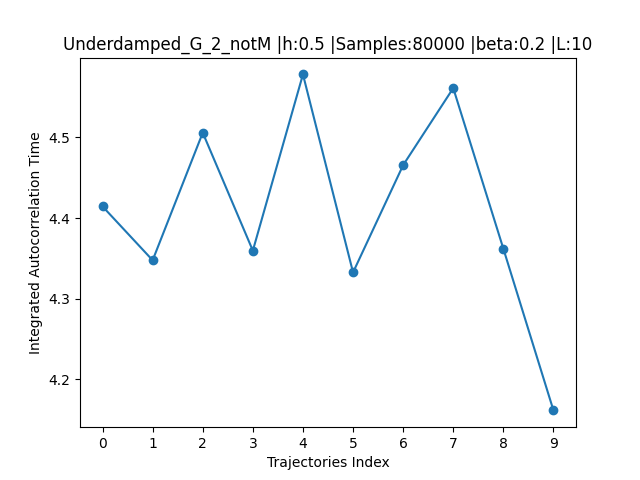 Underdamped_G_2_notM |h:0.5 |Samples:80000 |beta:0.2 |L:10
Integrated Autocorrelation Time
4.5
4.4
4.3
4.2
0 1 2 3 4 5 6 7 8 9
Trajectories Index